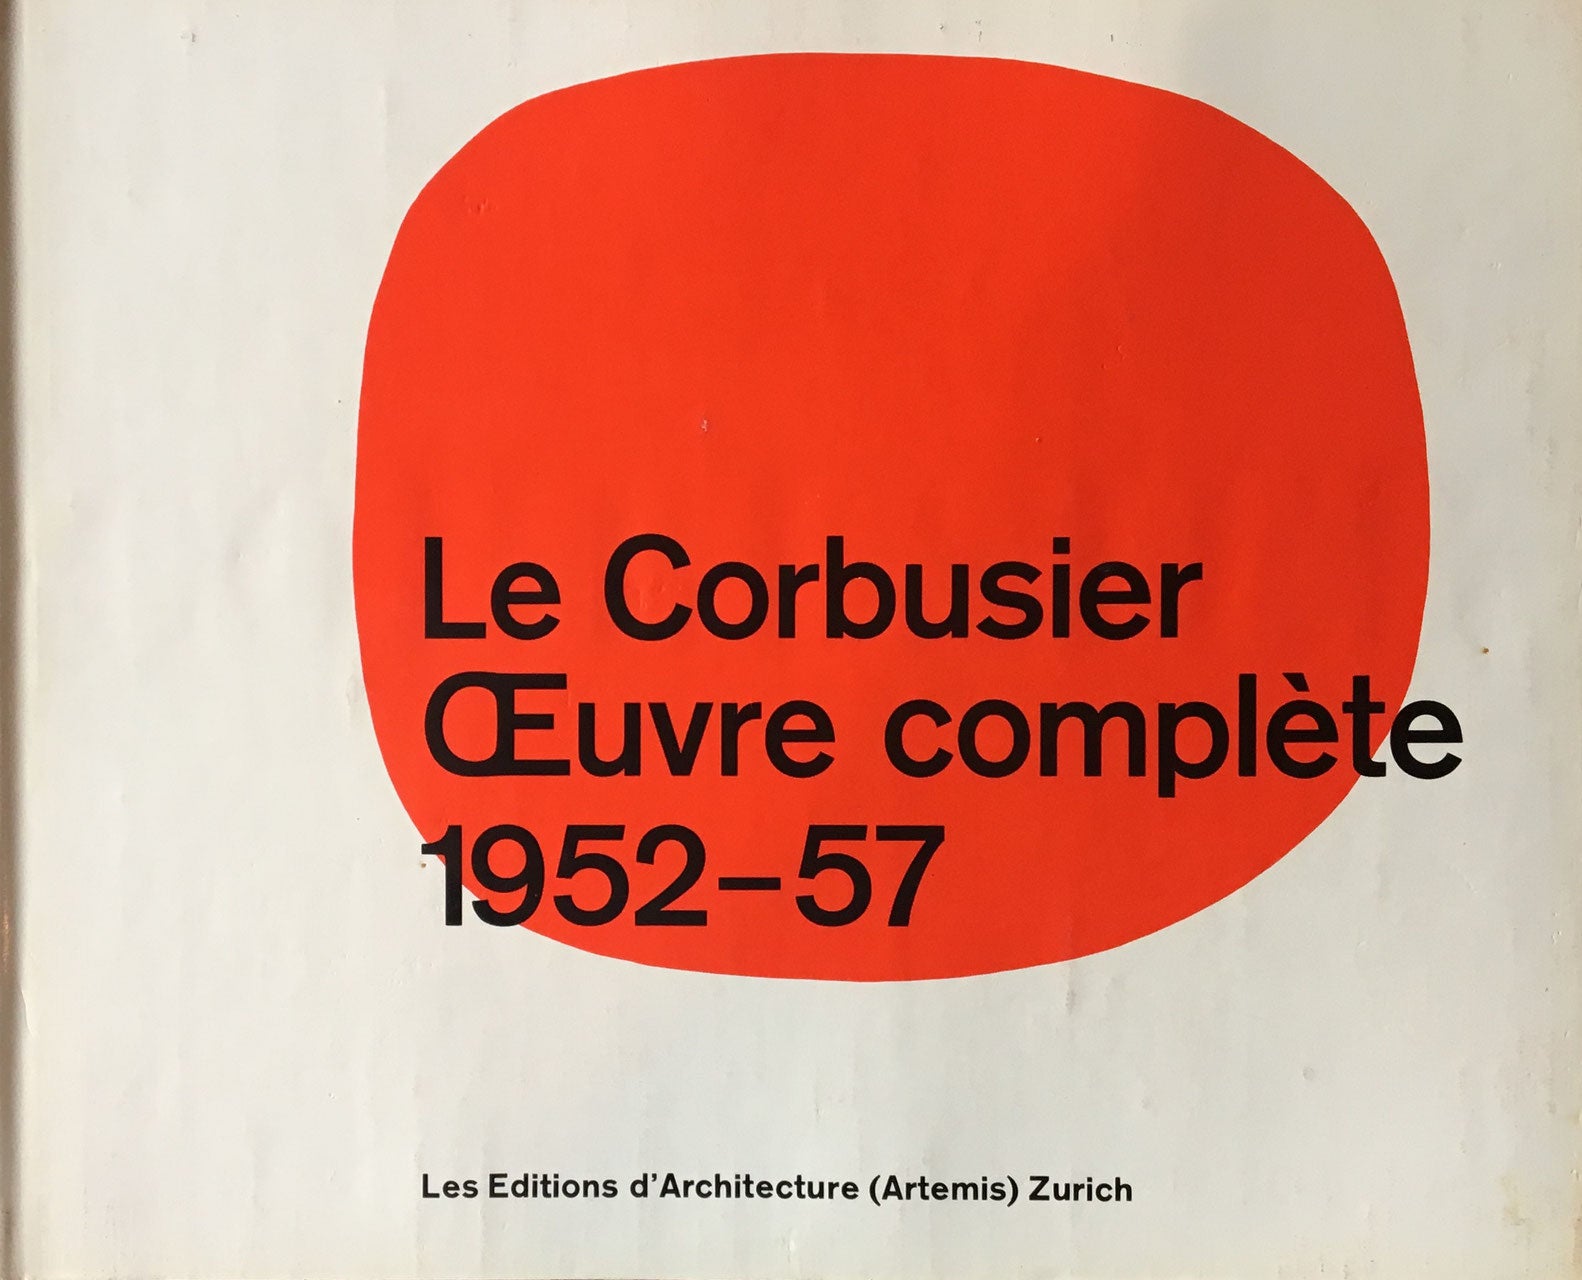 Le Corbusier
Œuvre complète
1952–57
Les Editions d’Architecture (Artemis) Zurich